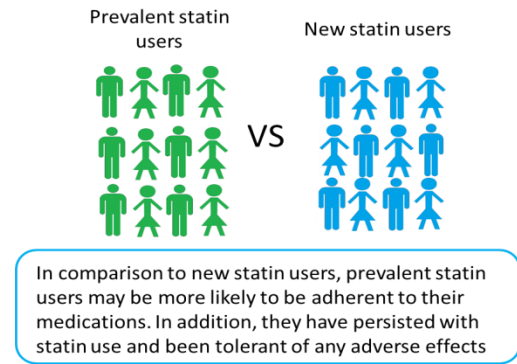 Prevalent statin
users
New statin users
VS
In comparison to new statin users, prevalent statin
users may be more likely to be adherent to their
medications. In addition, they have persisted with
statin use and been tolerant of any adverse effects